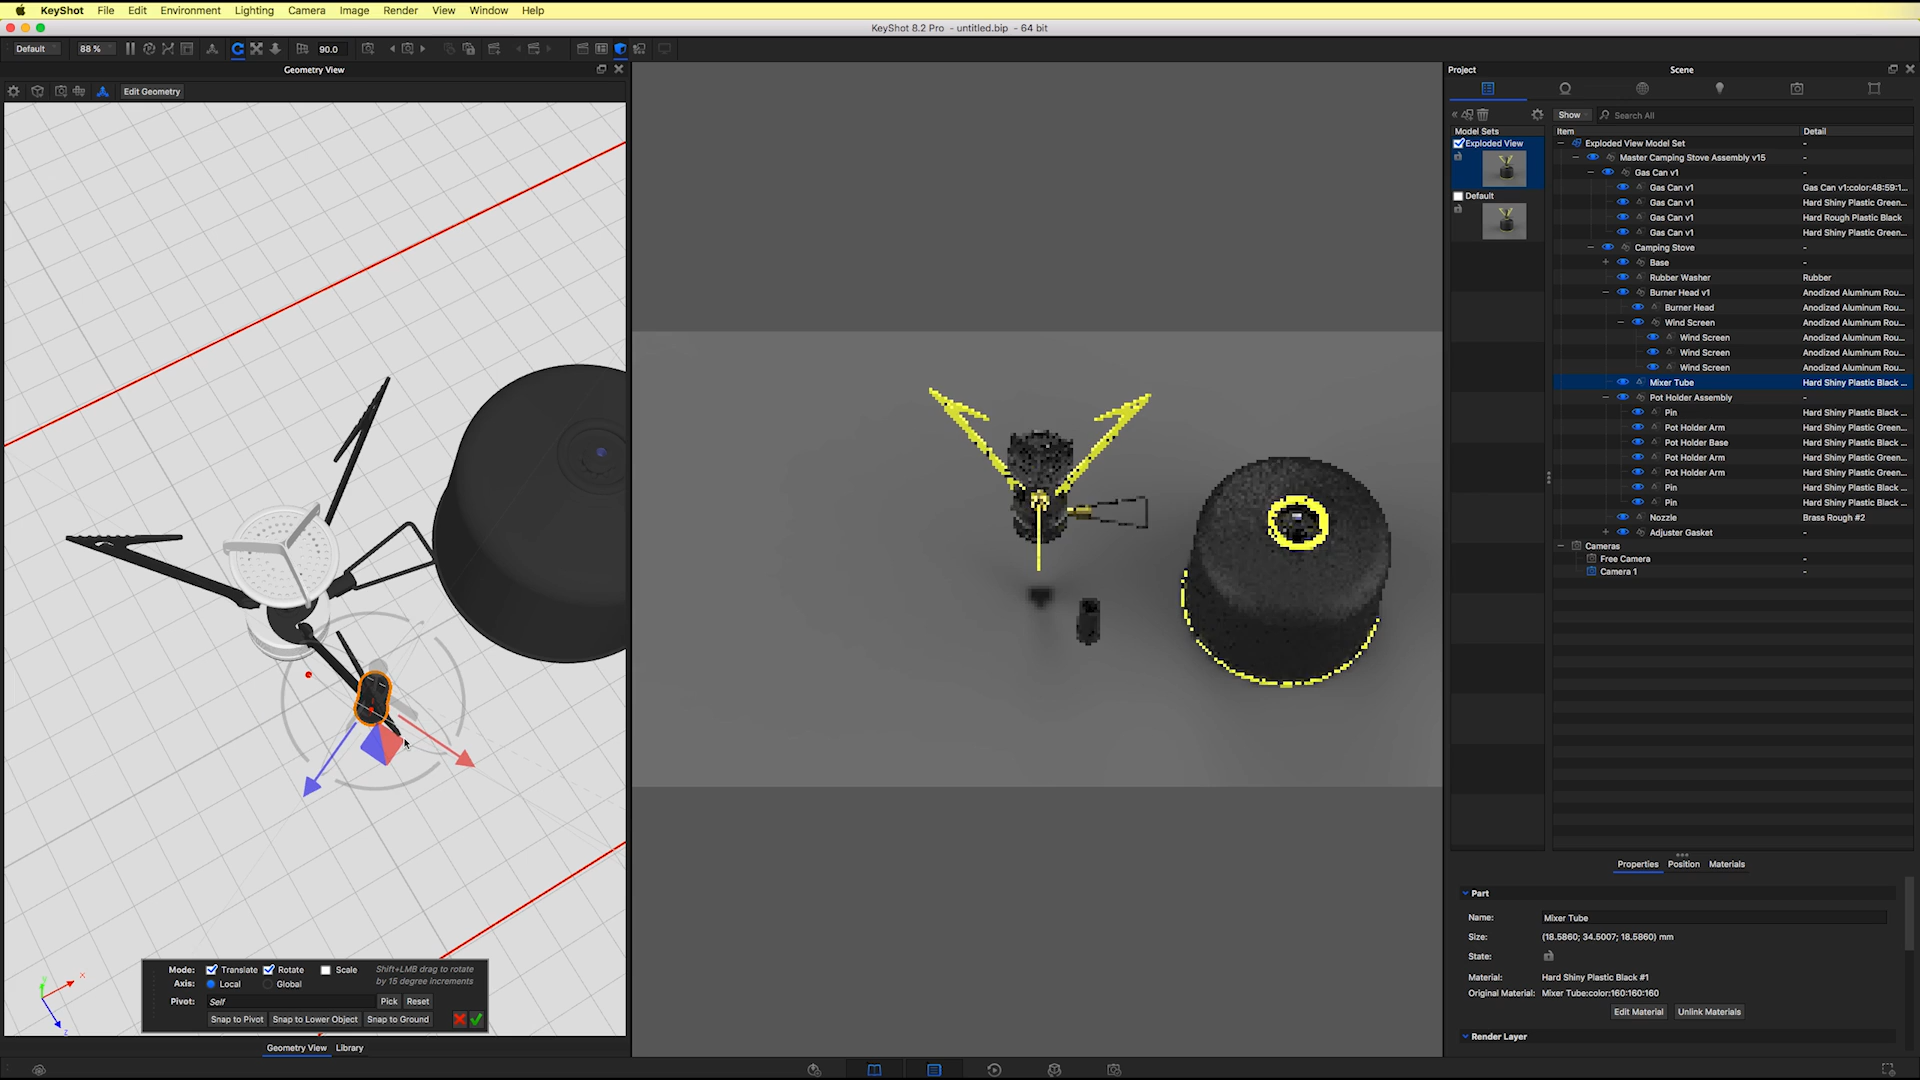 KeyShot File Edit Environment Lighting Camera Image Render View Window Help
KeyShot 8.2 Pro - untitled.bip - 64 bit
Default 88 % 90.0
Geometry View
Edit Geometry
Mode: Translate Rotate Scale
Shift+LMB drag to rotate
by 15 degree increments
Axis: Local Global
Pivot: Self Pick Reset
Snap to Pivot Snap to Lower Object Snap to Ground
Geometry View Library
Project Scene
Show Search All
Model Sets
Exploded View
Default
Item Detail
Exploded View Model Set -
Master Camping Stove Assembly v15 -
Gas Can v1 -
Gas Can v1 Gas Can v1:color:48:59:1...
Gas Can v1 Hard Shiny Plastic Green...
Gas Can v1 Hard Rough Plastic Black
Gas Can v1 Hard Shiny Plastic Green...
Camping Stove -
Base -
Rubber Washer Rubber
Burner Head v1 Anodized Aluminum Rou...
Burner Head Anodized Aluminum Rou...
Wind Screen Anodized Aluminum Rou...
Wind Screen Anodized Aluminum Rou...
Wind Screen Anodized Aluminum Rou...
Wind Screen Anodized Aluminum Rou...
Mixer Tube Hard Shiny Plastic Black ...
Pot Holder Assembly -
Pin Hard Shiny Plastic Black ...
Pot Holder Arm Hard Shiny Plastic Green...
Pot Holder Base Hard Shiny Plastic Black ...
Pot Holder Arm Hard Shiny Plastic Green...
Pot Holder Arm Hard Shiny Plastic Green...
Pin Hard Shiny Plastic Black ...
Pin Hard Shiny Plastic Black ...
Nozzle Brass Rough #2
Adjuster Gasket -
Cameras
Free Camera -
Camera 1 -
Properties Position Materials
Part
Name: Mixer Tube
Size: (18.5860; 34.5007; 18.5860) mm
State:
Material: Hard Shiny Plastic Black #1
Original Material: Mixer Tube:color:160:160:160
Edit Material Unlink Materials
Render Layer